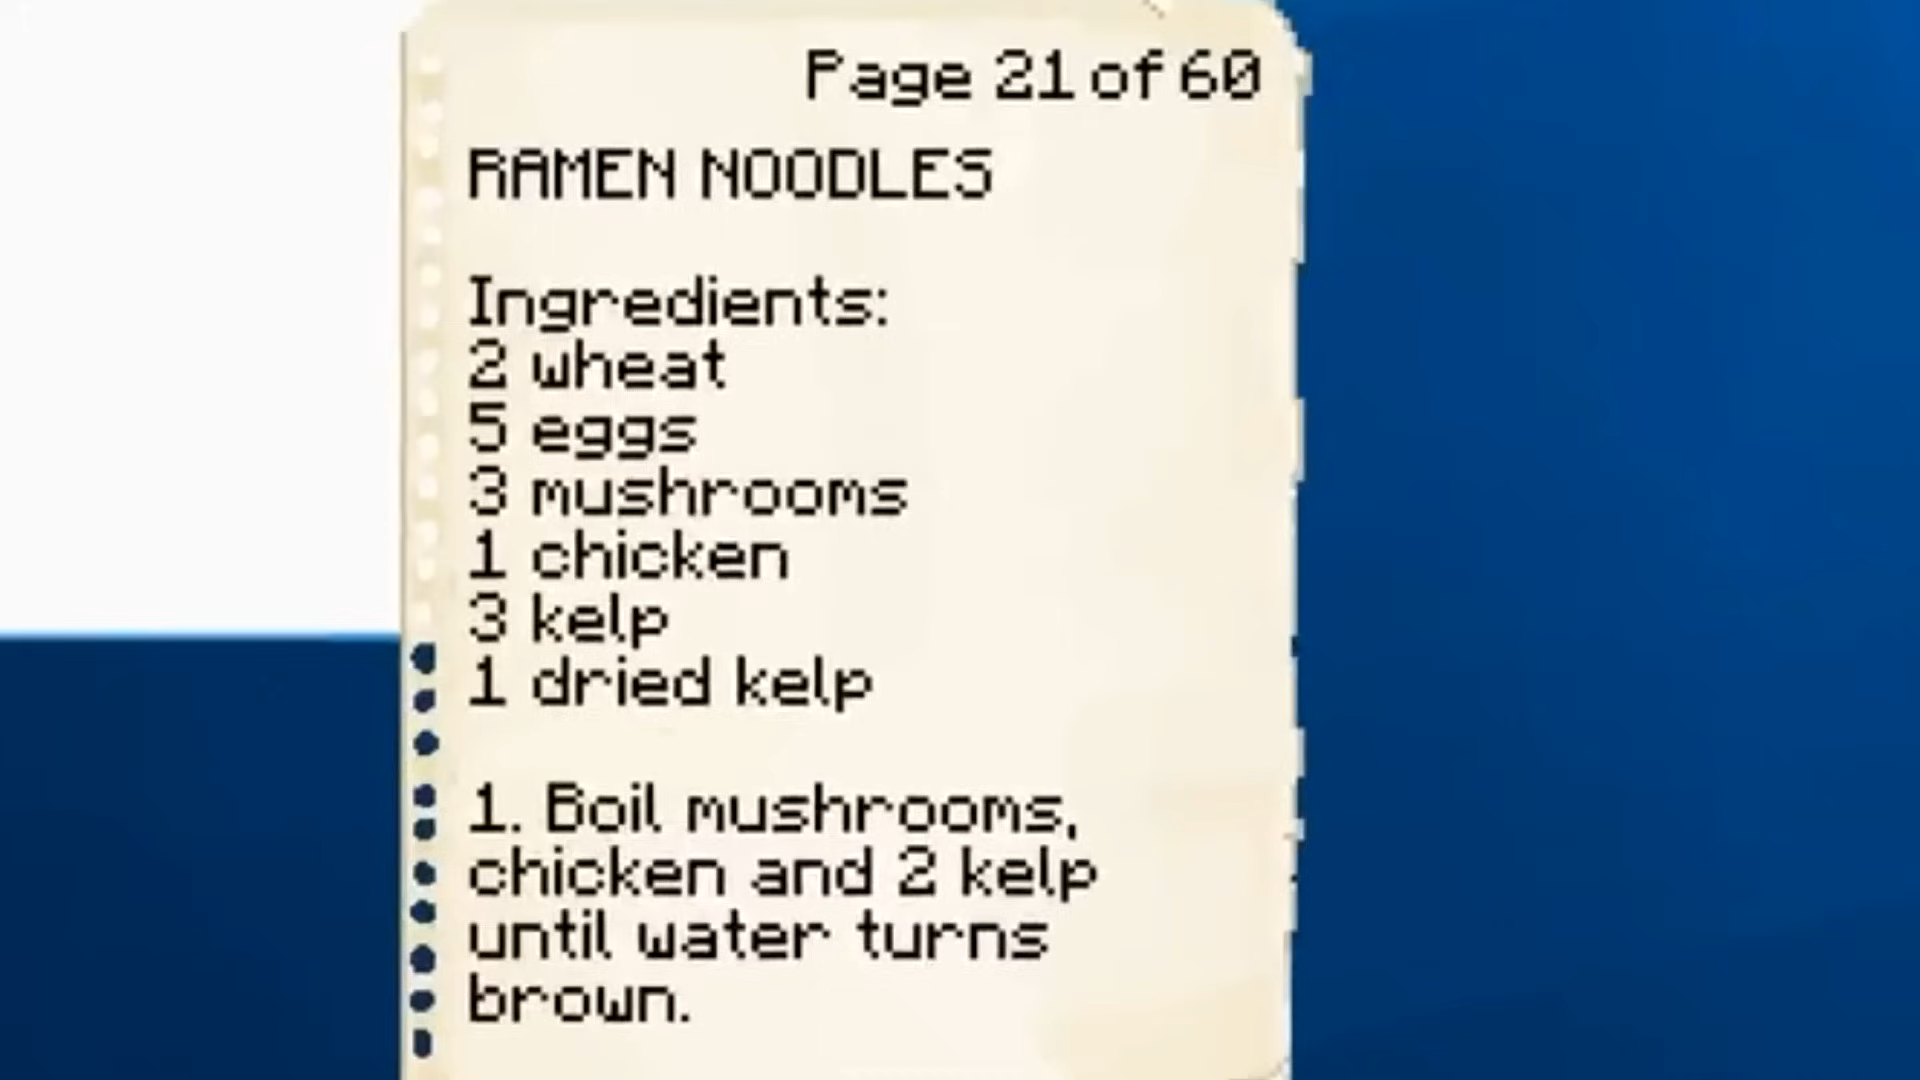 Page 21 of 60
RAMEN NOODLES
Ingredients:
2 wheat
5 eggs
3 mushrooms
1 chicken
3 kelp
1 dried kelp
1. Boil mushrooms,
chicken and 2 kelp
until water turns
brown.